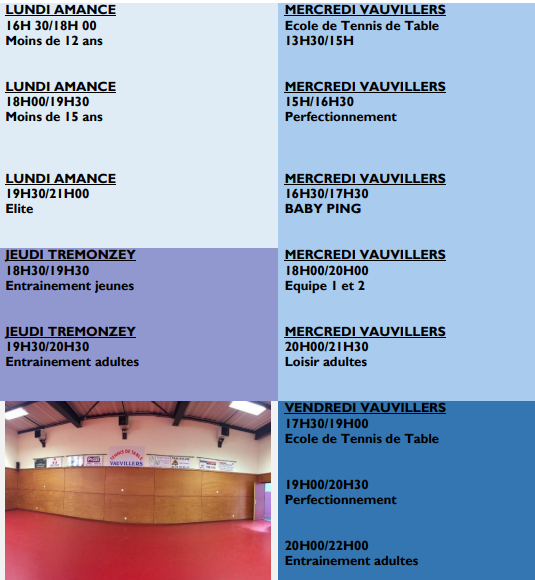 LUNDI AMANCE
16H 30/18H 00
Moins de 12 ans
LUNDI AMANCE
18H00/19H30
Moins de 15 ans
LUNDI AMANCE
19H30/21H00
Elite
JEUDI TREMONZEY
18H30/19H30
Entrainement jeunes
JEUDI TREMONZEY
19H30/20H30
Entrainement adultes
TENNIS DE TABLE
VAUVILLERS
MERCREDI VAUVILLERS
Ecole de Tennis de Table
13H30/15H
MERCREDI VAUVILLERS
15H/16H30
Perfectionnement
MERCREDI VAUVILLERS
16H30/17H30
BABY PING
MERCREDI VAUVILLERS
18H00/20H00
Equipe 1 et 2
MERCREDI VAUVILLERS
20H00/21H30
Loisir adultes
VENDREDI VAUVILLERS
17H30/19H00
Ecole de Tennis de Table
19H00/20H30
Perfectionnement
20H00/22H00
Entrainement adultes